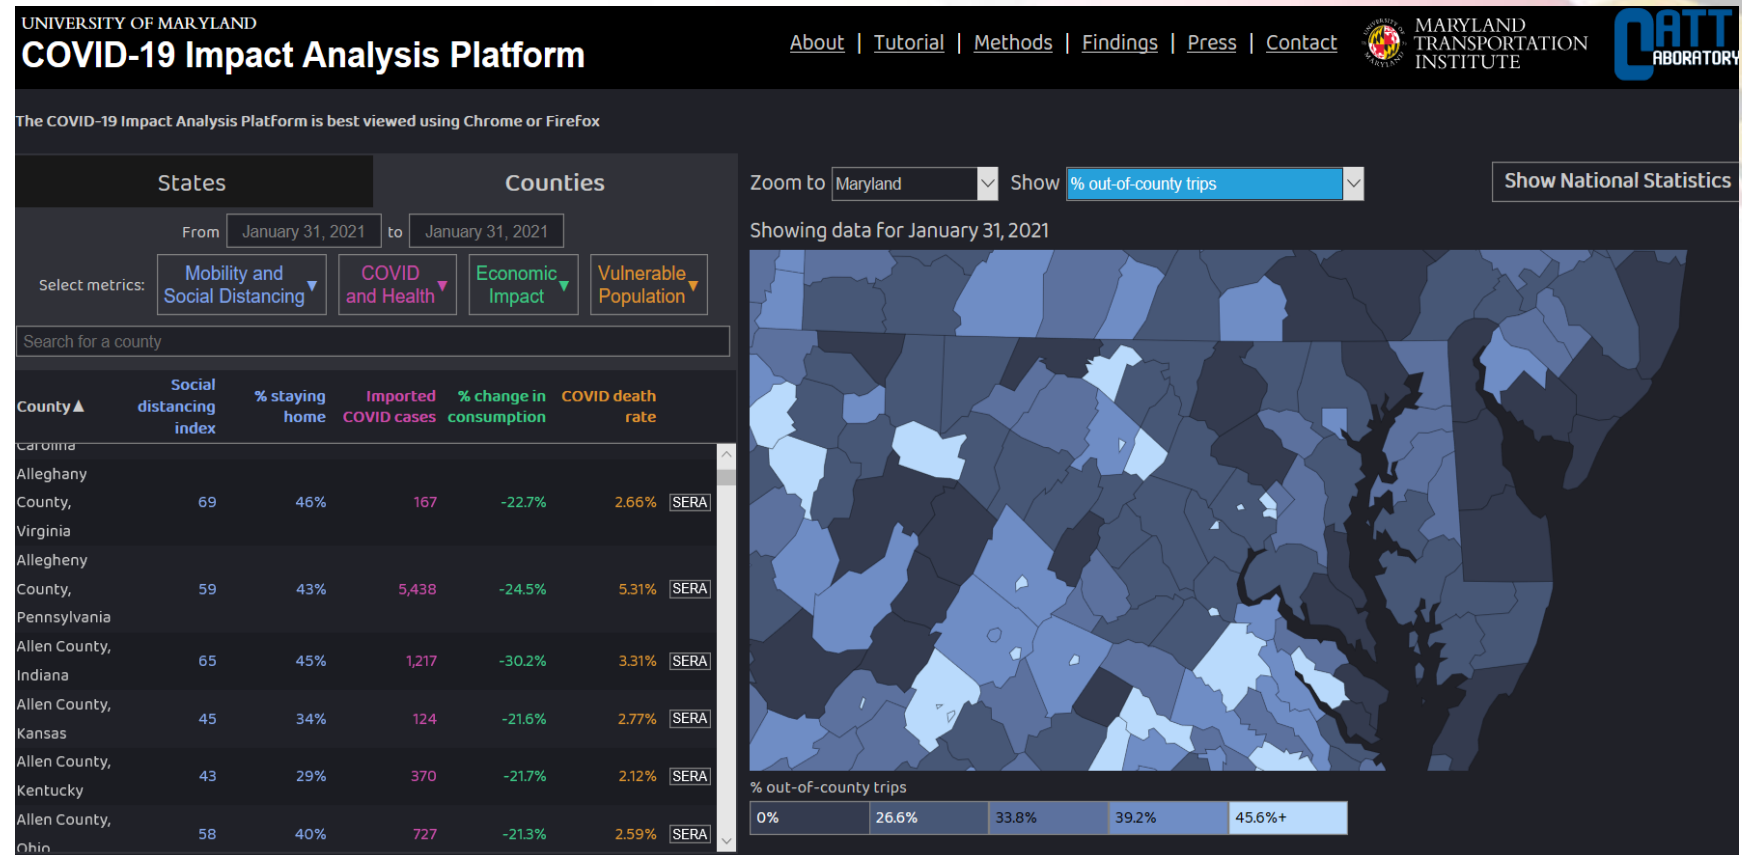 UNIVERSITY OF MARYLAND
COVID-19 Impact Analysis Platform
About | Tutorial | Methods | Findings | Press | Contact
MARYLAND
TRANSPORTATION
INSTITUTE
CATT
LABORATORY
The COVID-19 Impact Analysis Platform is best viewed using Chrome or FireFox
States
Counties
From January 31, 2021 to January 31, 2021
Select metrics:
Mobility and
Social Distancing▼
COVID
and Health▼
Economic
Impact▼
Vulnerable
Population▼
Search for a county
County▲
Social
distancing
index
% staying
home
Imported
COVID cases
% change in
consumption
COVID death
rate
Carolina
Alleghany
County,
Virginia
69 46% 167 -22.7% 2.66% SERA
Allegheny
County,
Pennsylvania
59 43% 5,438 -24.5% 5.31% SERA
Allen County,
Indiana
65 45% 1,217 -30.2% 3.31% SERA
Allen County,
Kansas
45 34% 124 -21.6% 2.77% SERA
Allen County,
Kentucky
43 29% 370 -21.7% 2.12% SERA
Allen County,
Ohio
58 40% 727 -21.3% 2.59% SERA
Zoom to Maryland Show % out-of-county trips
Show National Statistics
Showing data for January 31, 2021
% out-of-county trips
0% 26.6% 33.8% 39.2% 45.6%+